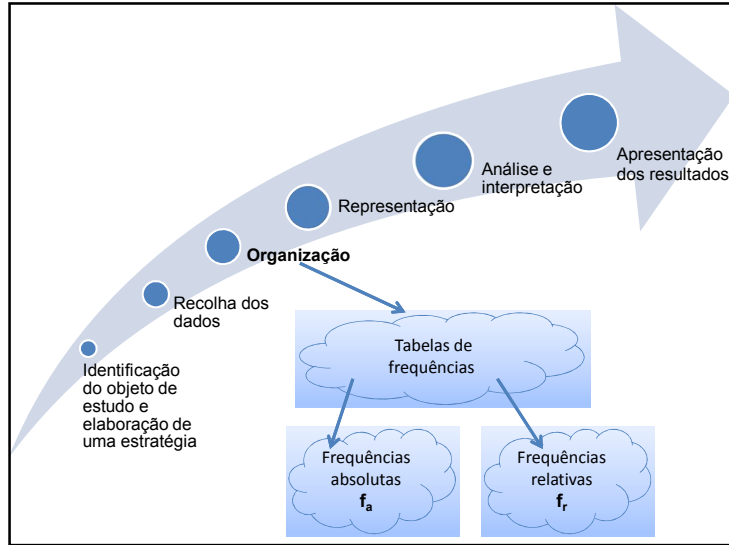 Identificação
do objeto de
estudo e
elaboração de
uma estratégia
Recolha dos
dados
Organização
Representação
Análise e
interpretação
Apresentação
dos resultados
Tabelas de
frequências
Frequências
absolutas
fa
Frequências
relativas
fr